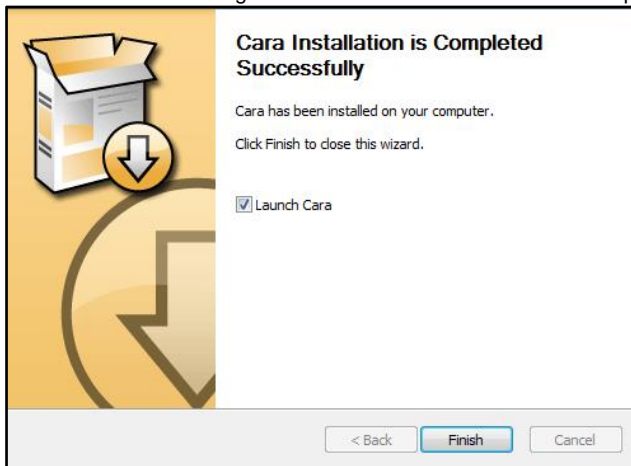 Cara Installation is Completed
Successfully
Cara has been installed on your computer.
Click Finish to close this wizard.
Launch Cara
< Back
Finish
Cancel